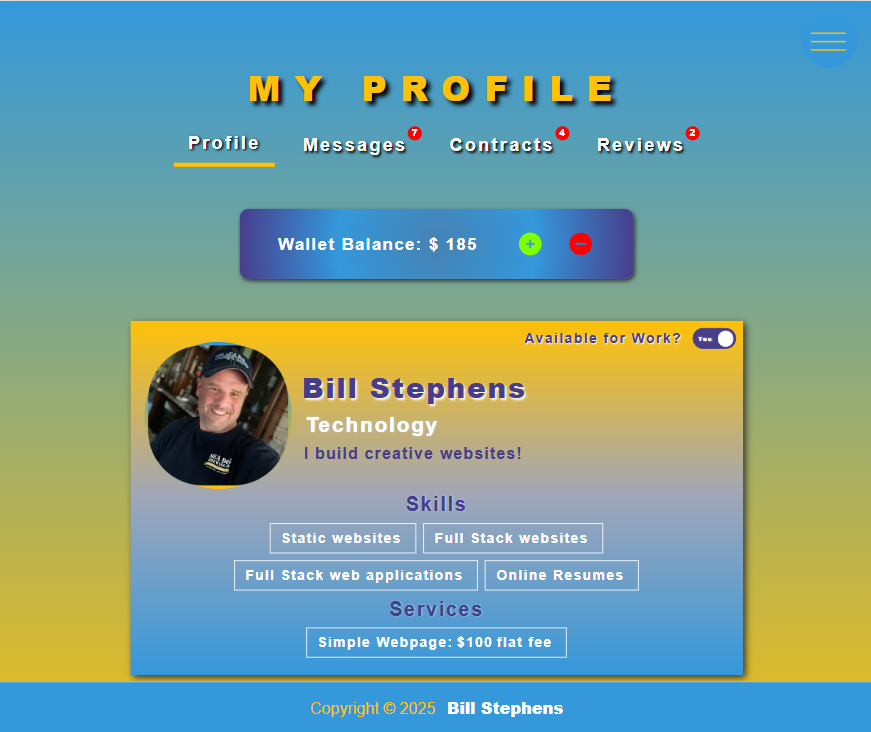 MY PROFILE
Profile Messages 7 Contracts 4 Reviews 2
Wallet Balance: $ 185 + −
Available for Work? Yes
Bill Stephens
Technology
I build creative websites!
Skills
Static websites Full Stack websites
Full Stack web applications Online Resumes
Services
Simple Webpage: $100 flat fee
Copyright © 2025 Bill Stephens